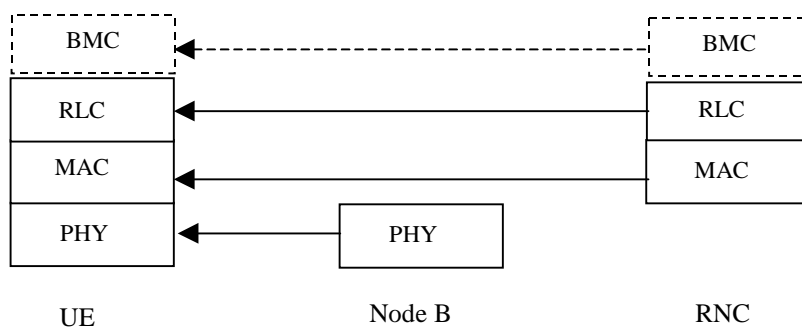 BMC BMC
RLC RLC
MAC MAC
PHY PHY
UE Node B RNC